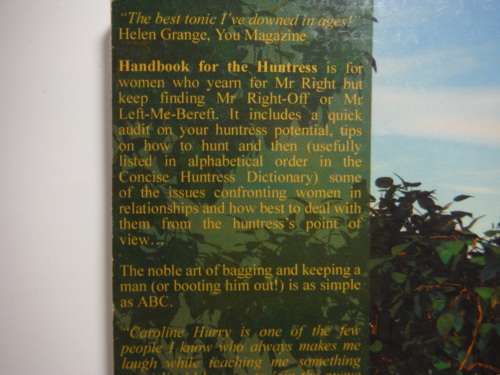 "The best tonic I've downed in ages!"
Helen Grange, You Magazine
Handbook for the Huntress is for
women who yearn for Mr Right but
keep finding Mr Right-Off or Mr
Left-Me-Bereft. It includes a quick
audit on your huntress potential, tips
on how to hunt and then (usefully
listed in alphabetical order in the
Concise Huntress Dictionary) some
of the issues confronting women in
relationships and how best to deal with
them from the huntress's point of
view…
The noble art of bagging and keeping a
man (or booting him out!) is as simple
as ABC.
"Caroline Hurry is one of the few
people I know who always makes me
laugh while teaching me something